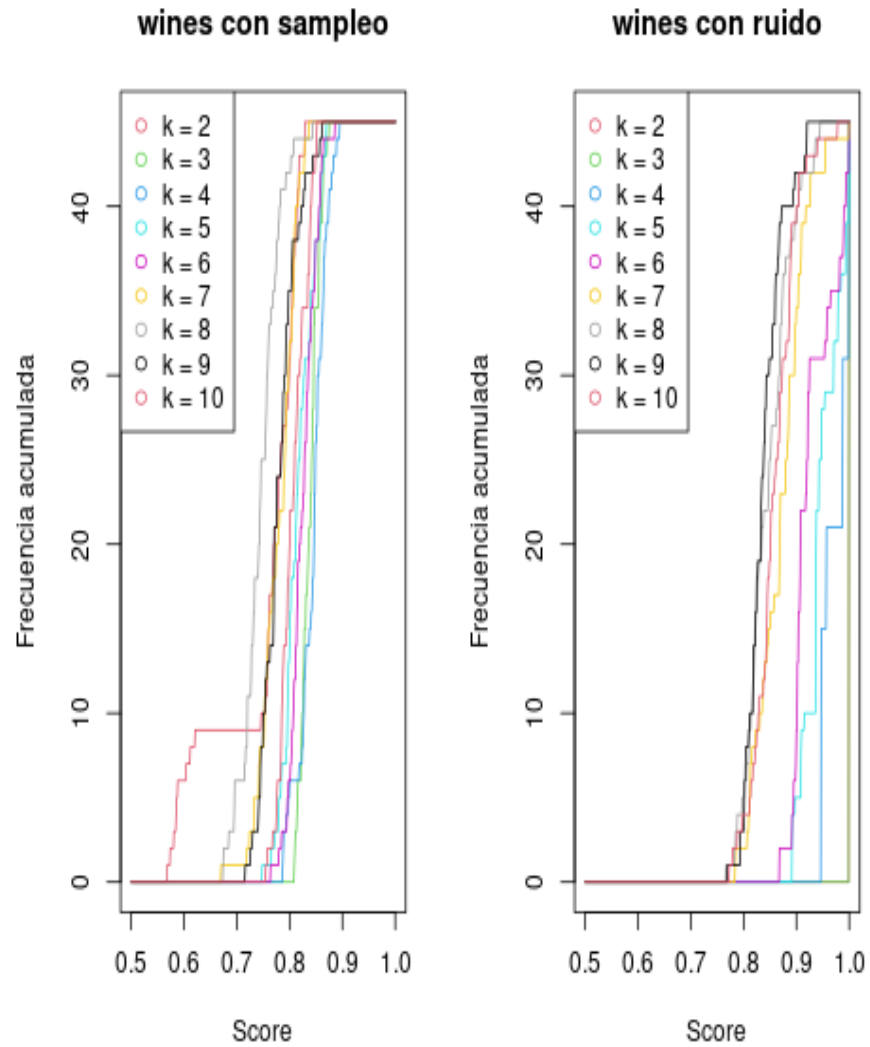 wines con sampleo
k = 2
k = 3
k = 4
k = 5
k = 6
k = 7
k = 8
k = 9
k = 10
Frecuencia acumulada
0
10
20
30
40
0.5 0.6 0.7 0.8 0.9 1.0
Score
wines con ruido
k = 2
k = 3
k = 4
k = 5
k = 6
k = 7
k = 8
k = 9
k = 10
Frecuencia acumulada
0
10
20
30
40
0.5 0.6 0.7 0.8 0.9 1.0
Score